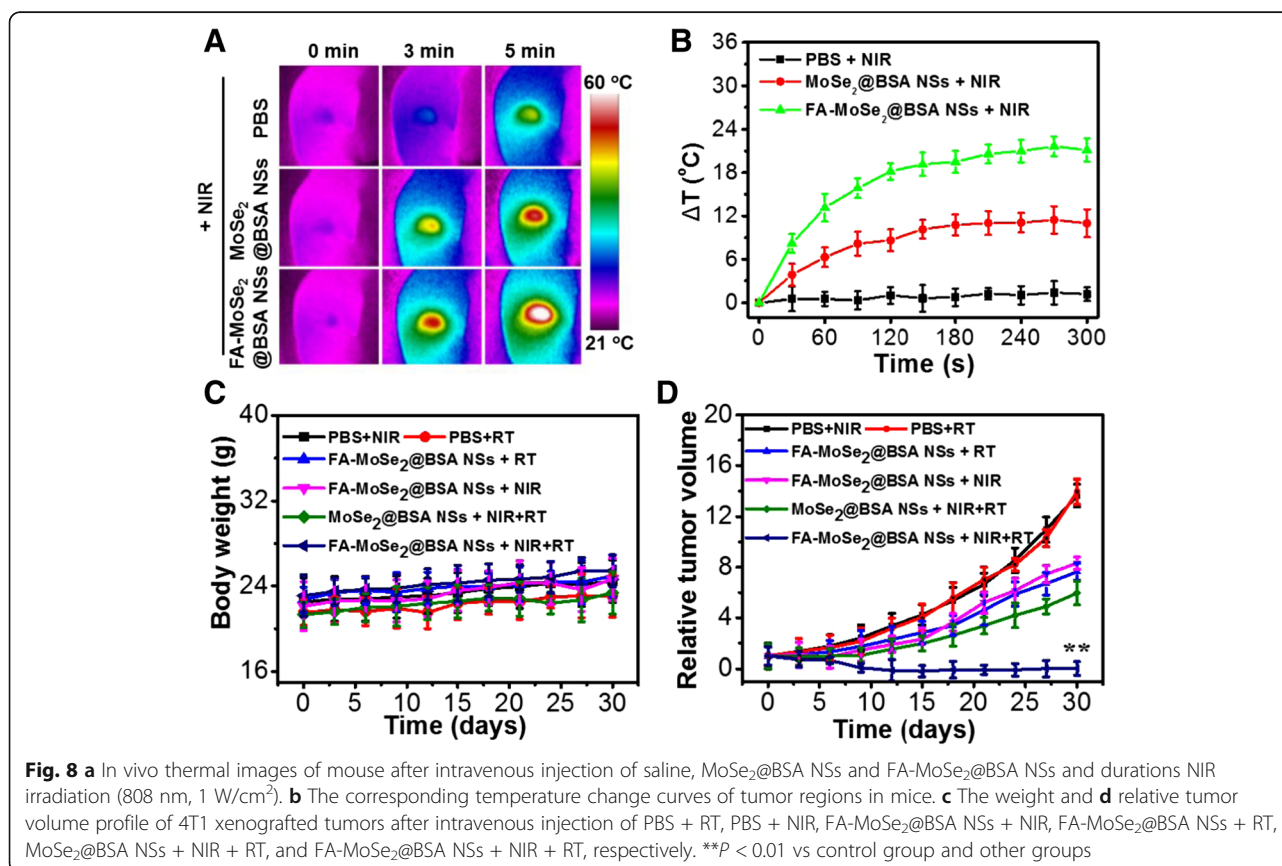 A
0 min 3 min 5 min
+ NIR
PBS
MoSe₂
@BSA NSs
FA-MoSe₂
@BSA NSs
60 ºC
21 ºC
B
PBS + NIR
MoSe₂@BSA NSs + NIR
FA-MoSe₂@BSA NSs + NIR
ΔT (°C)
36
30
24
18
12
6
0
0 60 120 180 240 300
Time (s)
C
PBS+NIR PBS+RT
FA-MoSe₂@BSA NSs + RT
FA-MoSe₂@BSA NSs + NIR
MoSe₂@BSA NSs + NIR+RT
FA-MoSe₂@BSA NSs + NIR+RT
Body weight (g)
40
32
24
16
0 5 10 15 20 25 30
Time (days)
D
PBS+NIR PBS+RT
FA-MoSe₂@BSA NSs + RT
FA-MoSe₂@BSA NSs + NIR
MoSe₂@BSA NSs + NIR+RT
FA-MoSe₂@BSA NSs + NIR+RT
**
Relative tumor volume
20
16
12
8
4
0
0 5 10 15 20 25 30
Time (days)
Fig. 8 a In vivo thermal images of mouse after intravenous injection of saline, MoSe₂@BSA NSs and FA-MoSe₂@BSA NSs and durations NIR
irradiation (808 nm, 1 W/cm²). b The corresponding temperature change curves of tumor regions in mice. c The weight and d relative tumor
volume profile of 4T1 xenografted tumors after intravenous injection of PBS + RT, PBS + NIR, FA-MoSe₂@BSA NSs + NIR, FA-MoSe₂@BSA NSs + RT,
MoSe₂@BSA NSs + NIR + RT, and FA-MoSe₂@BSA NSs + NIR + RT, respectively. **P < 0.01 vs control group and other groups